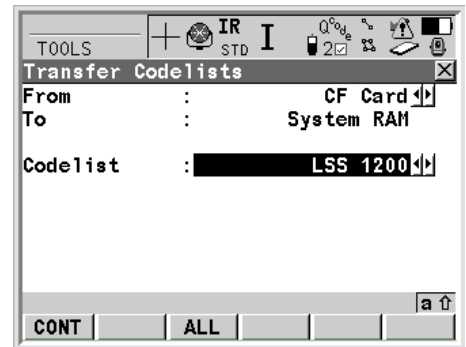 TOOLS
IR
STD
I
2
Transfer Codelists
From : CF Card
To : System RAM
Codelist : LSS 1200
a
CONT ALL